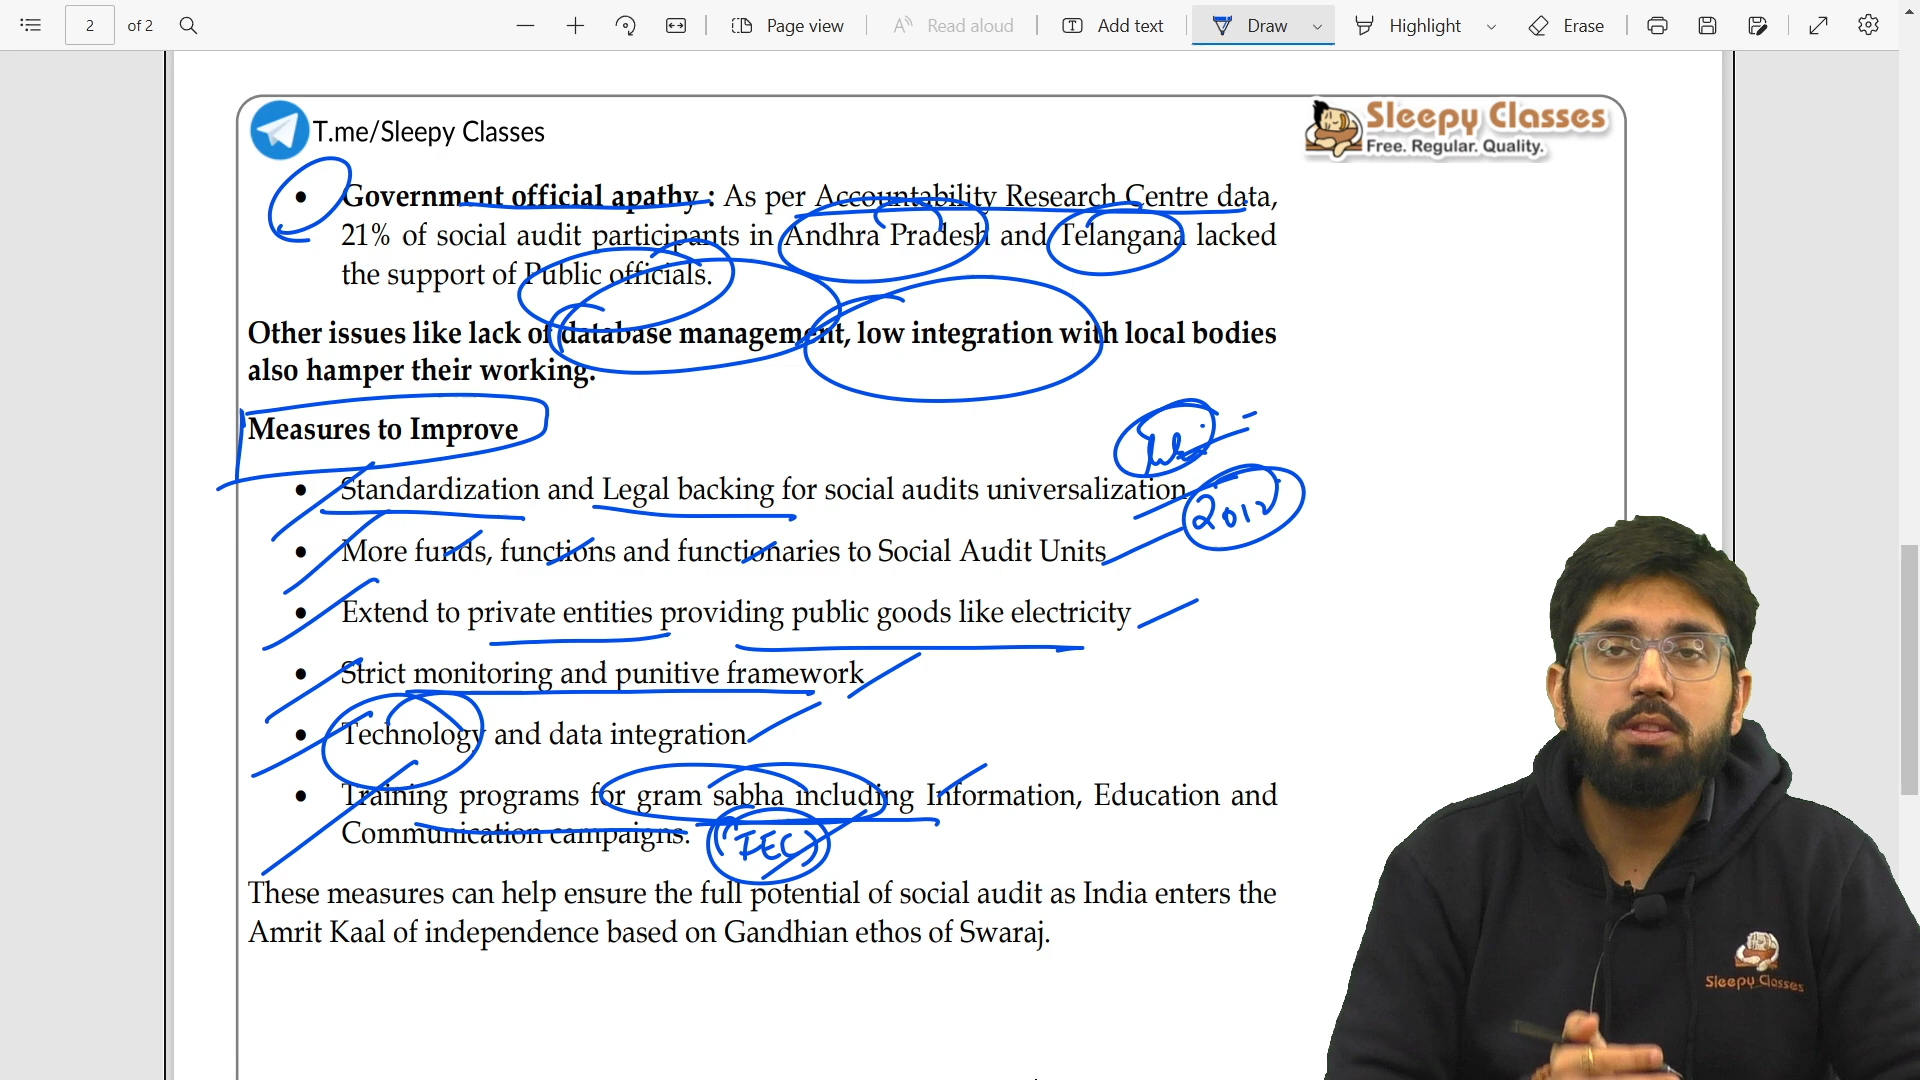 2
of 2
Page view
Read aloud
Add text
Draw
Highlight
Erase
T.me/Sleepy Classes
Sleepy Classes
Free. Regular. Quality.
• Government official apathy : As per Accountability Research Centre data,
21% of social audit participants in Andhra Pradesh and Telangana lacked
the support of Public officials.
Other issues like lack of database management, low integration with local bodies
also hamper their working.
Measures to Improve
• Standardization and Legal backing for social audits universalization
2012
• More funds, functions and functionaries to Social Audit Units
• Extend to private entities providing public goods like electricity
• Strict monitoring and punitive framework
• Technology and data integration
• Training programs for gram sabha including Information, Education and
Communication campaigns.
(IEC)
These measures can help ensure the full potential of social audit as India enters the
Amrit Kaal of independence based on Gandhian ethos of Swaraj.
Sleepy Classes